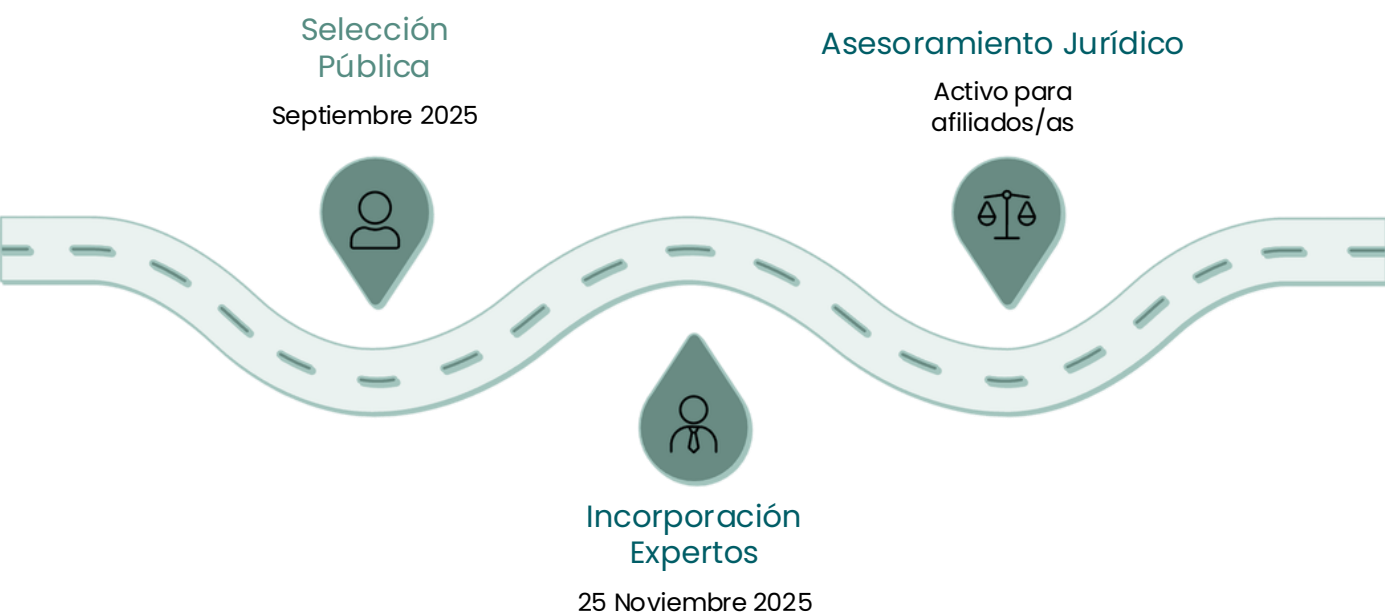 Selección
Pública
Septiembre 2025
Incorporación
Expertos
25 Noviembre 2025
Asesoramiento Jurídico
Activo para
afiliados/as